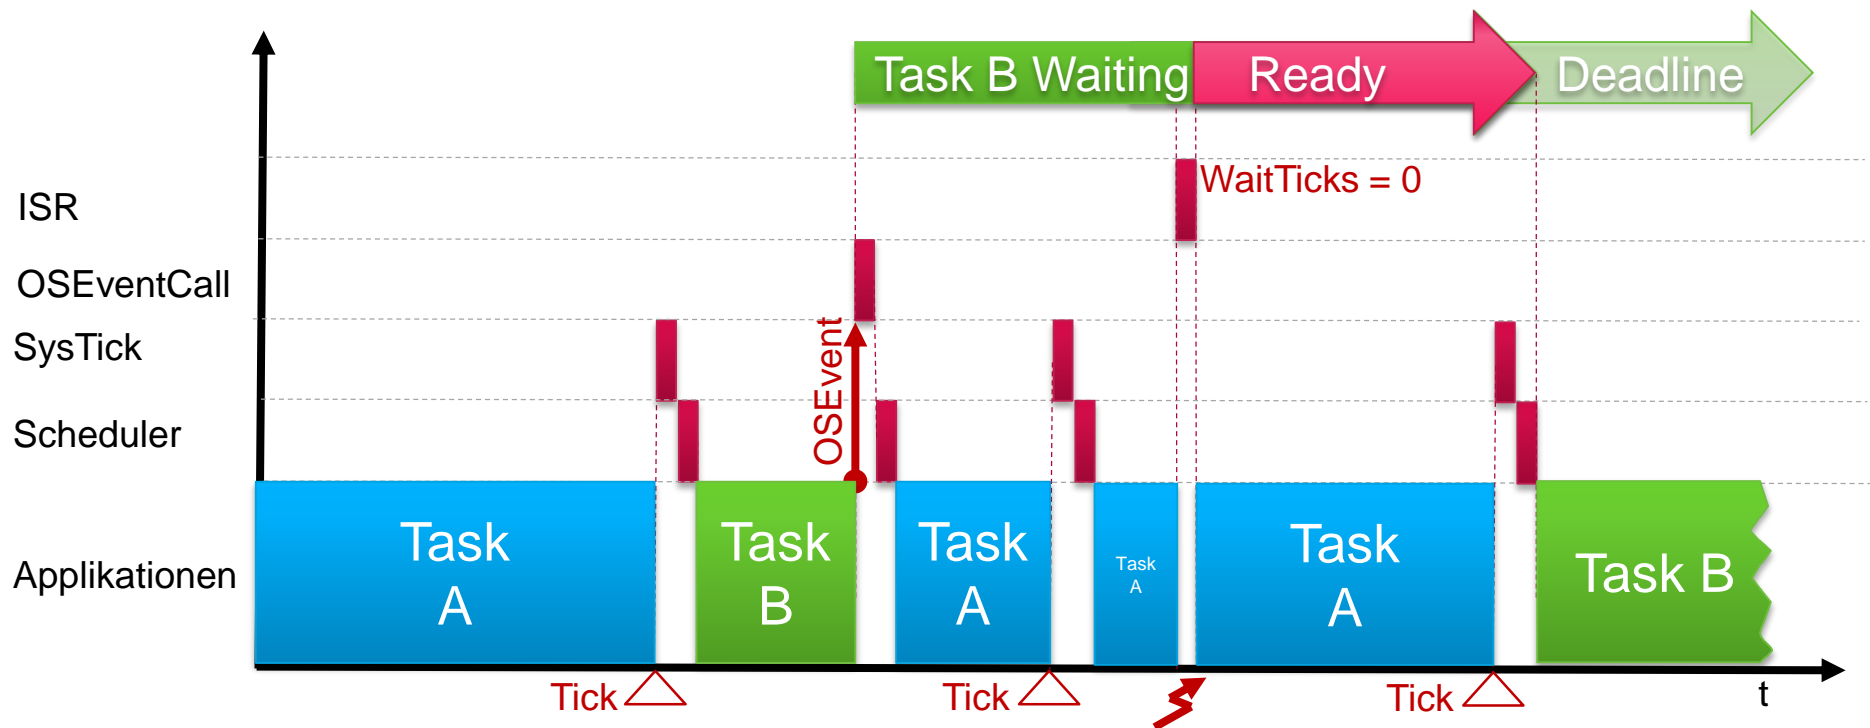 Task B Waiting
Ready
Deadline
ISR
WaitTicks = 0
OSEventCall
SysTick
OSEvent
Scheduler
Applikationen
Task
A
Task
B
Task
A
Task
A
Task
A
Task B
Tick
Tick
Tick
t